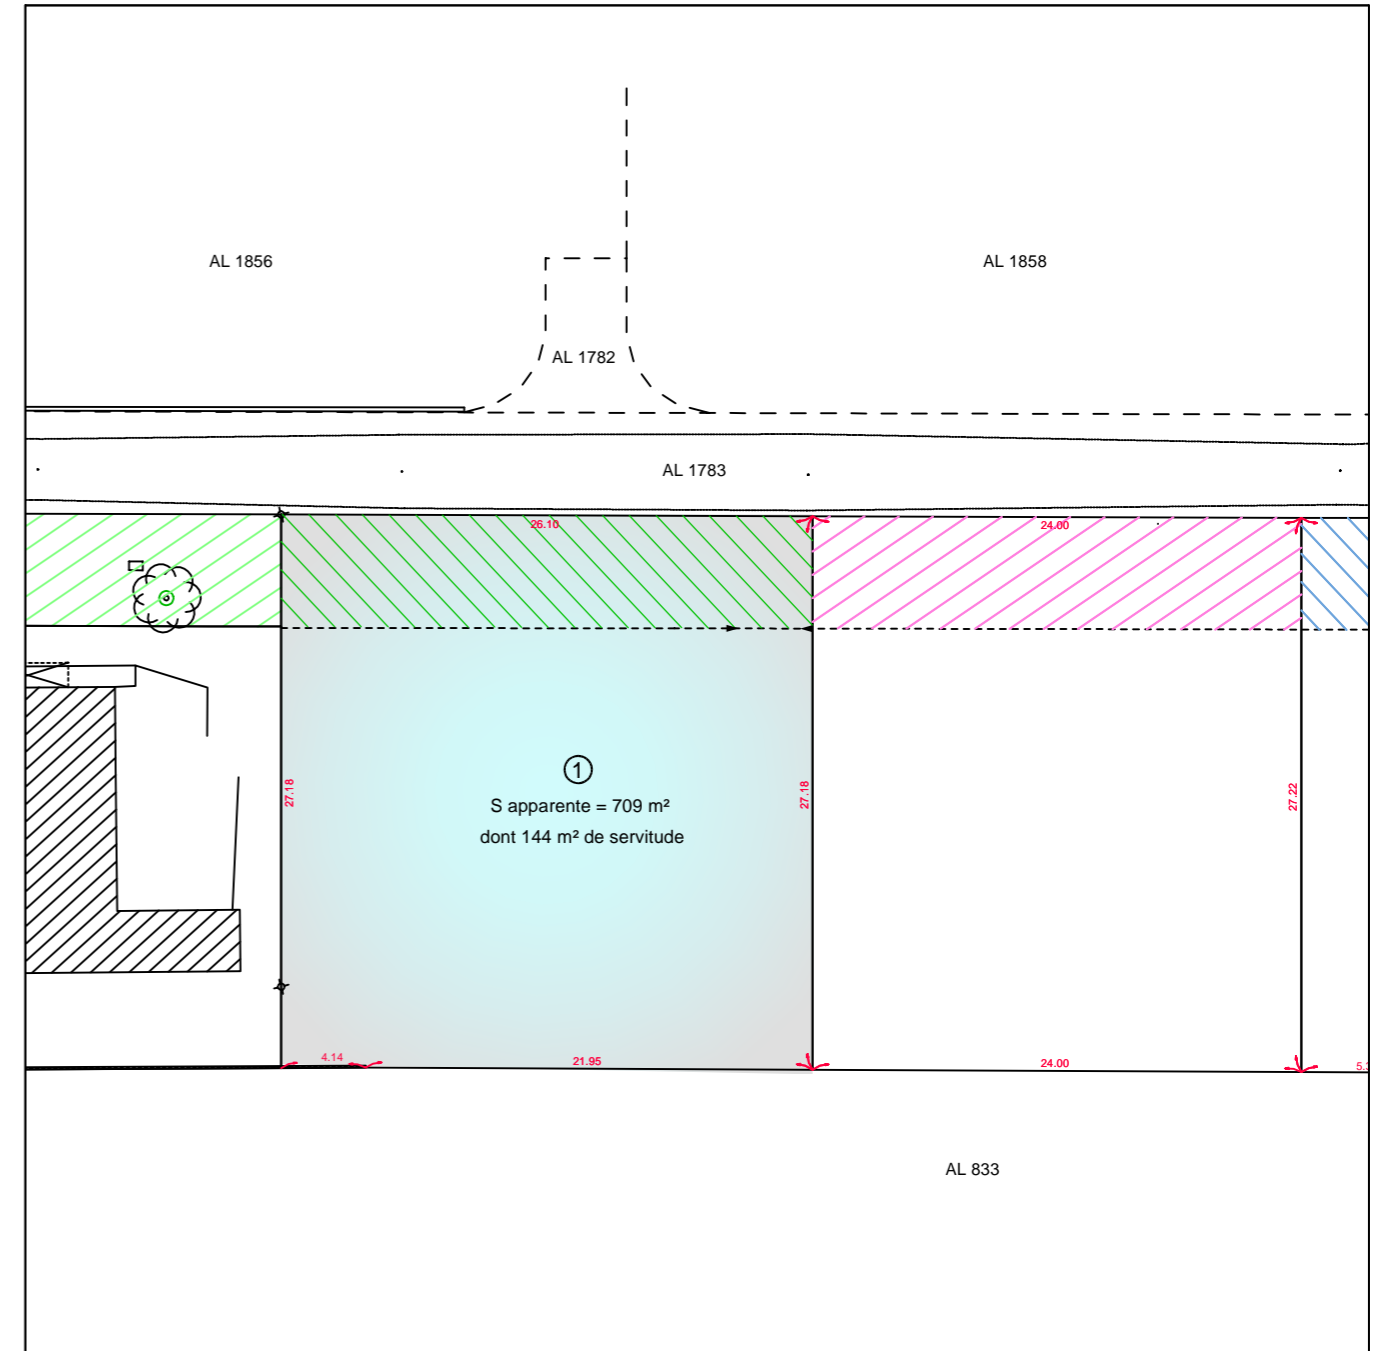 AL 1856
AL 1858
AL 1782
AL 1783
26.10
24.00
27.18
27.18
27.22
1
S apparente = 709 m²
dont 144 m² de servitude
4.14
21.95
24.00
AL 833